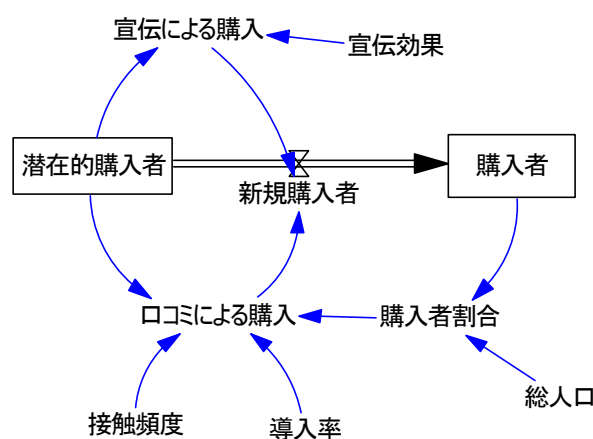 宣伝による購入
宣伝効果
潜在的購入者
購入者
新規購入者
口コミによる購入
購入者割合
総人口
接触頻度
導入率